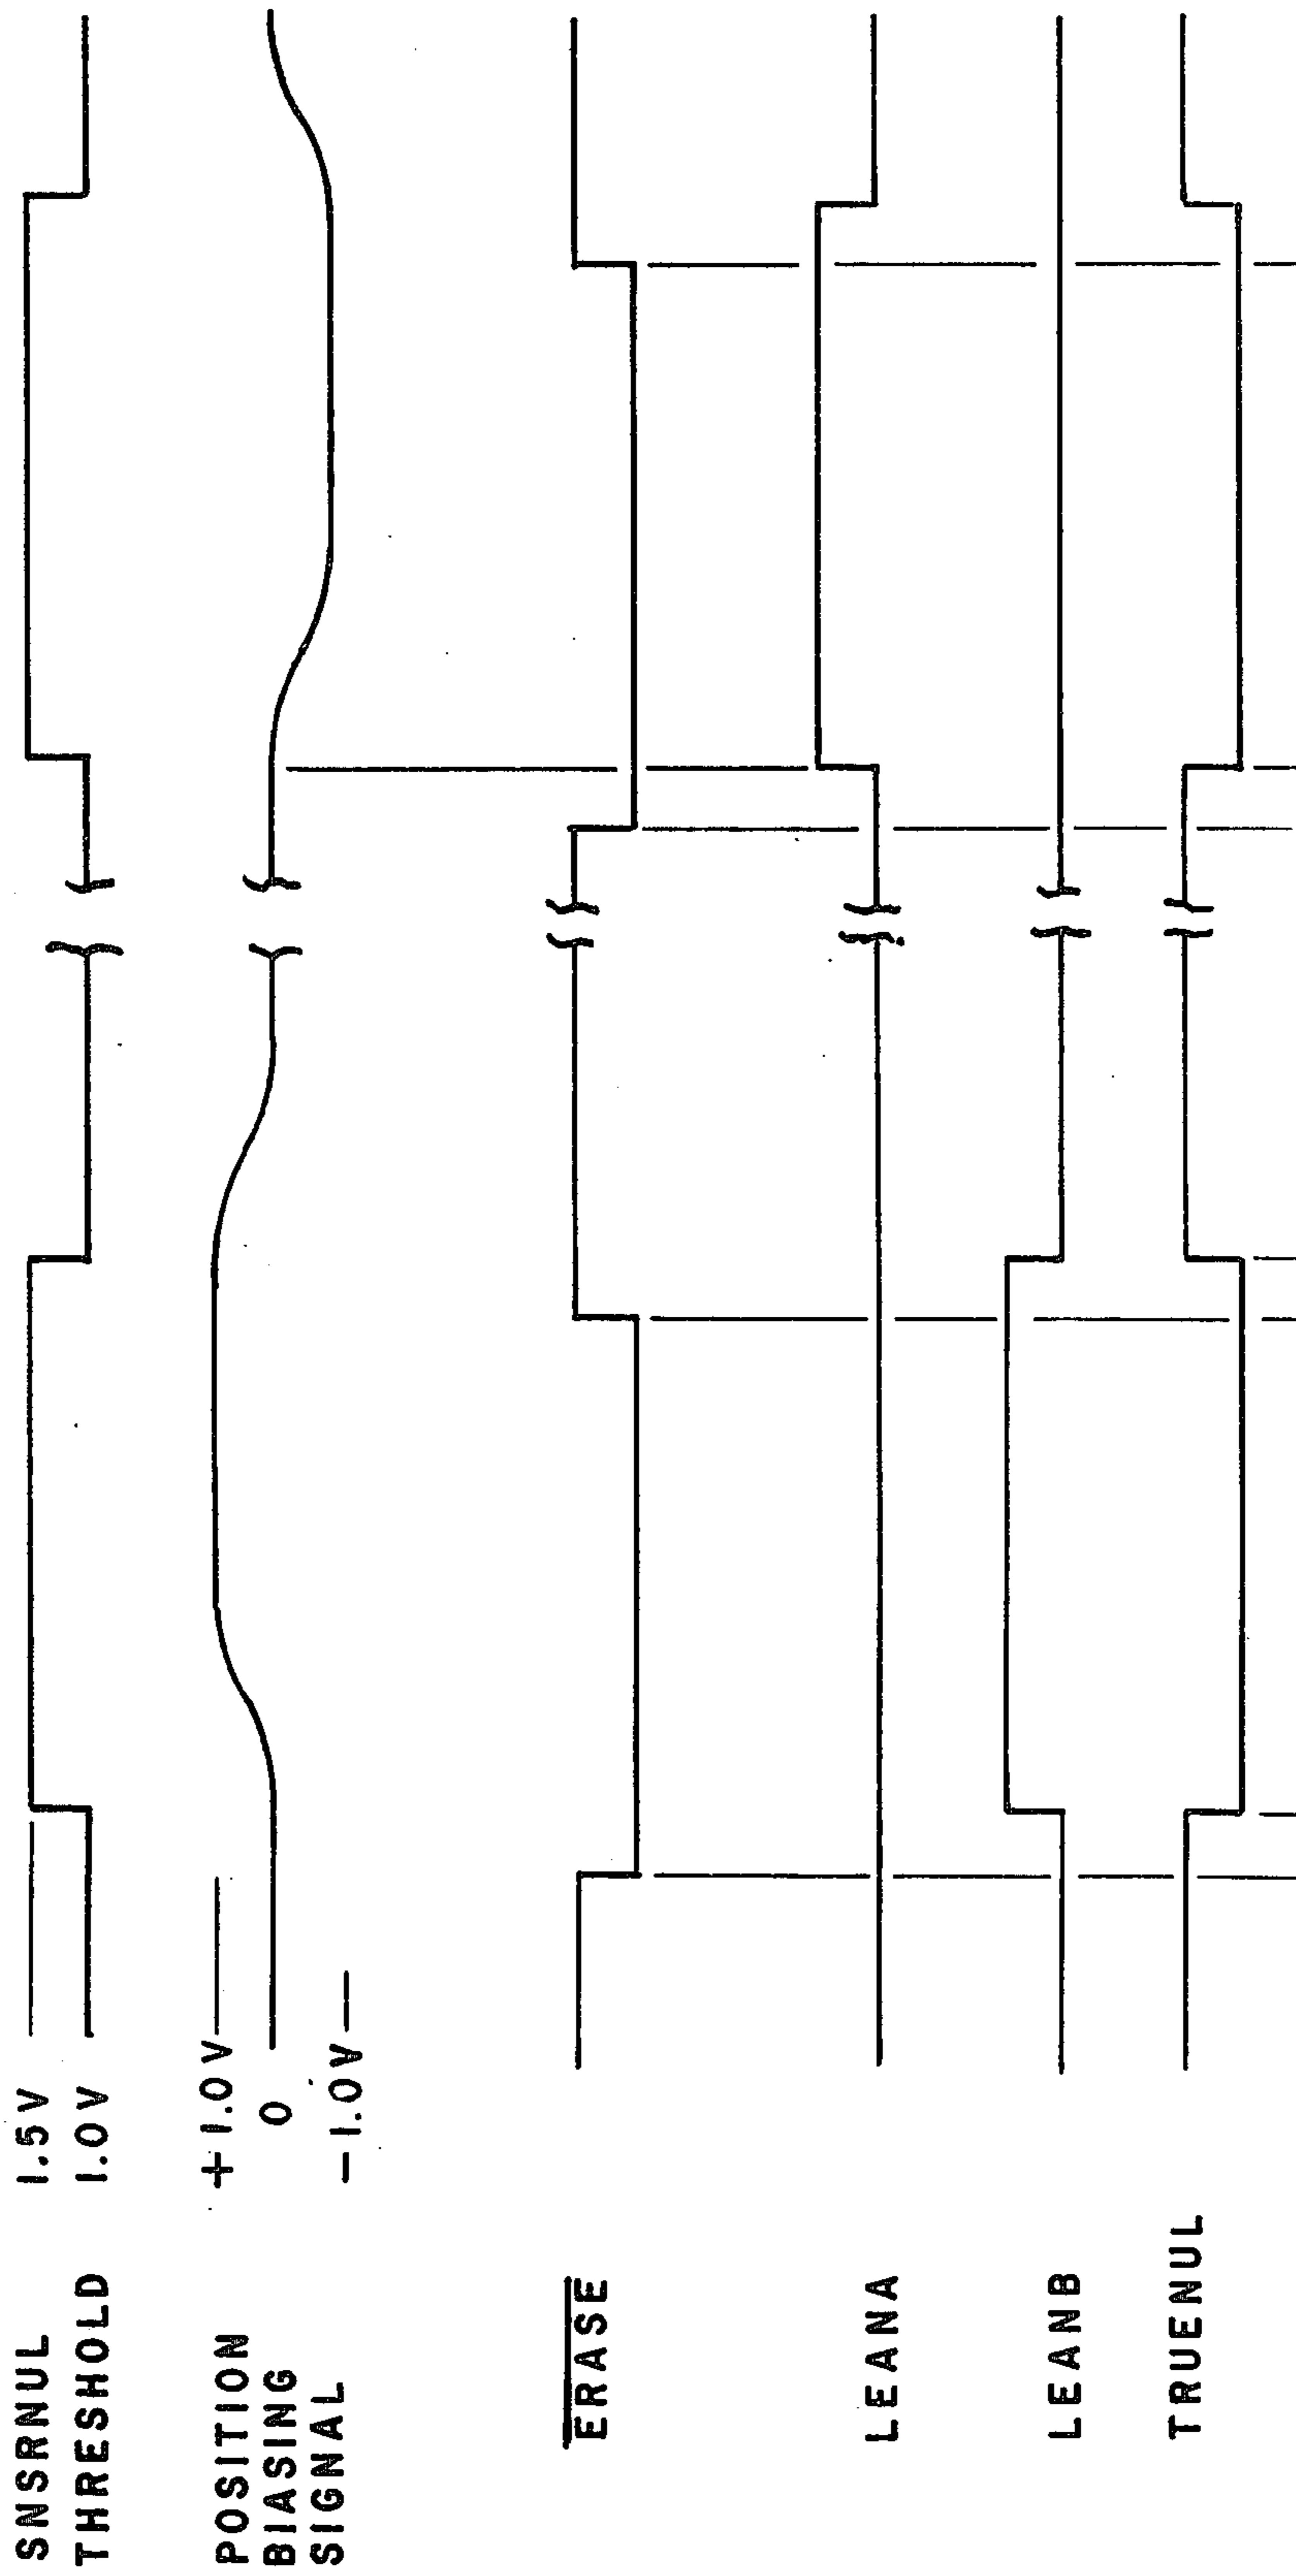 SNSRNUL 1.5V
THRESHOLD 1.0V
POSITION +1.0V
BIASING 0
SIGNAL -1.0V
ERASE
LEANA
LEANB
TRUENUL